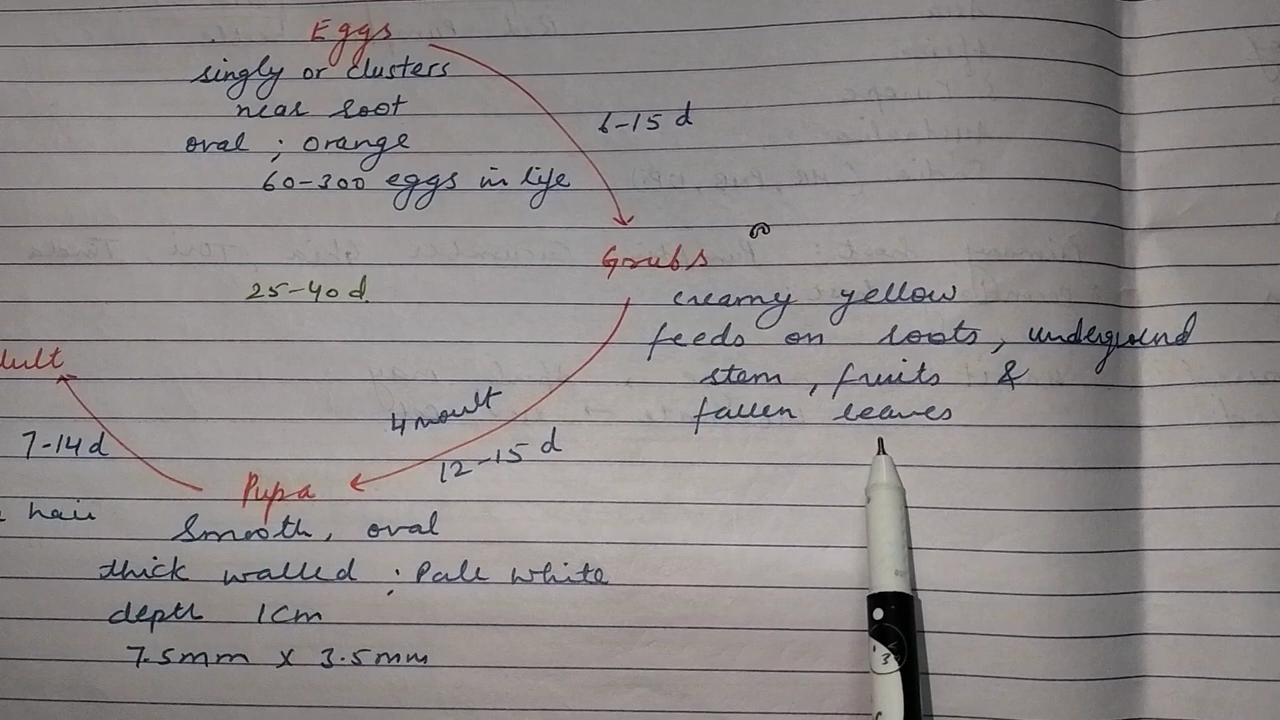 Eggs
singly or clusters
near root
oval ; orange
60-300 eggs in life
6-15 d
Grubs
creamy yellow
feeds on roots, underground
stem, fruits &
fallen leaves
25-40 d
4 moult
12-15 d
dult
7-14 d
Pupa
hair
Smooth, oval
thick walled ; Pale white
depth 1cm
7.5mm x 3.5mm